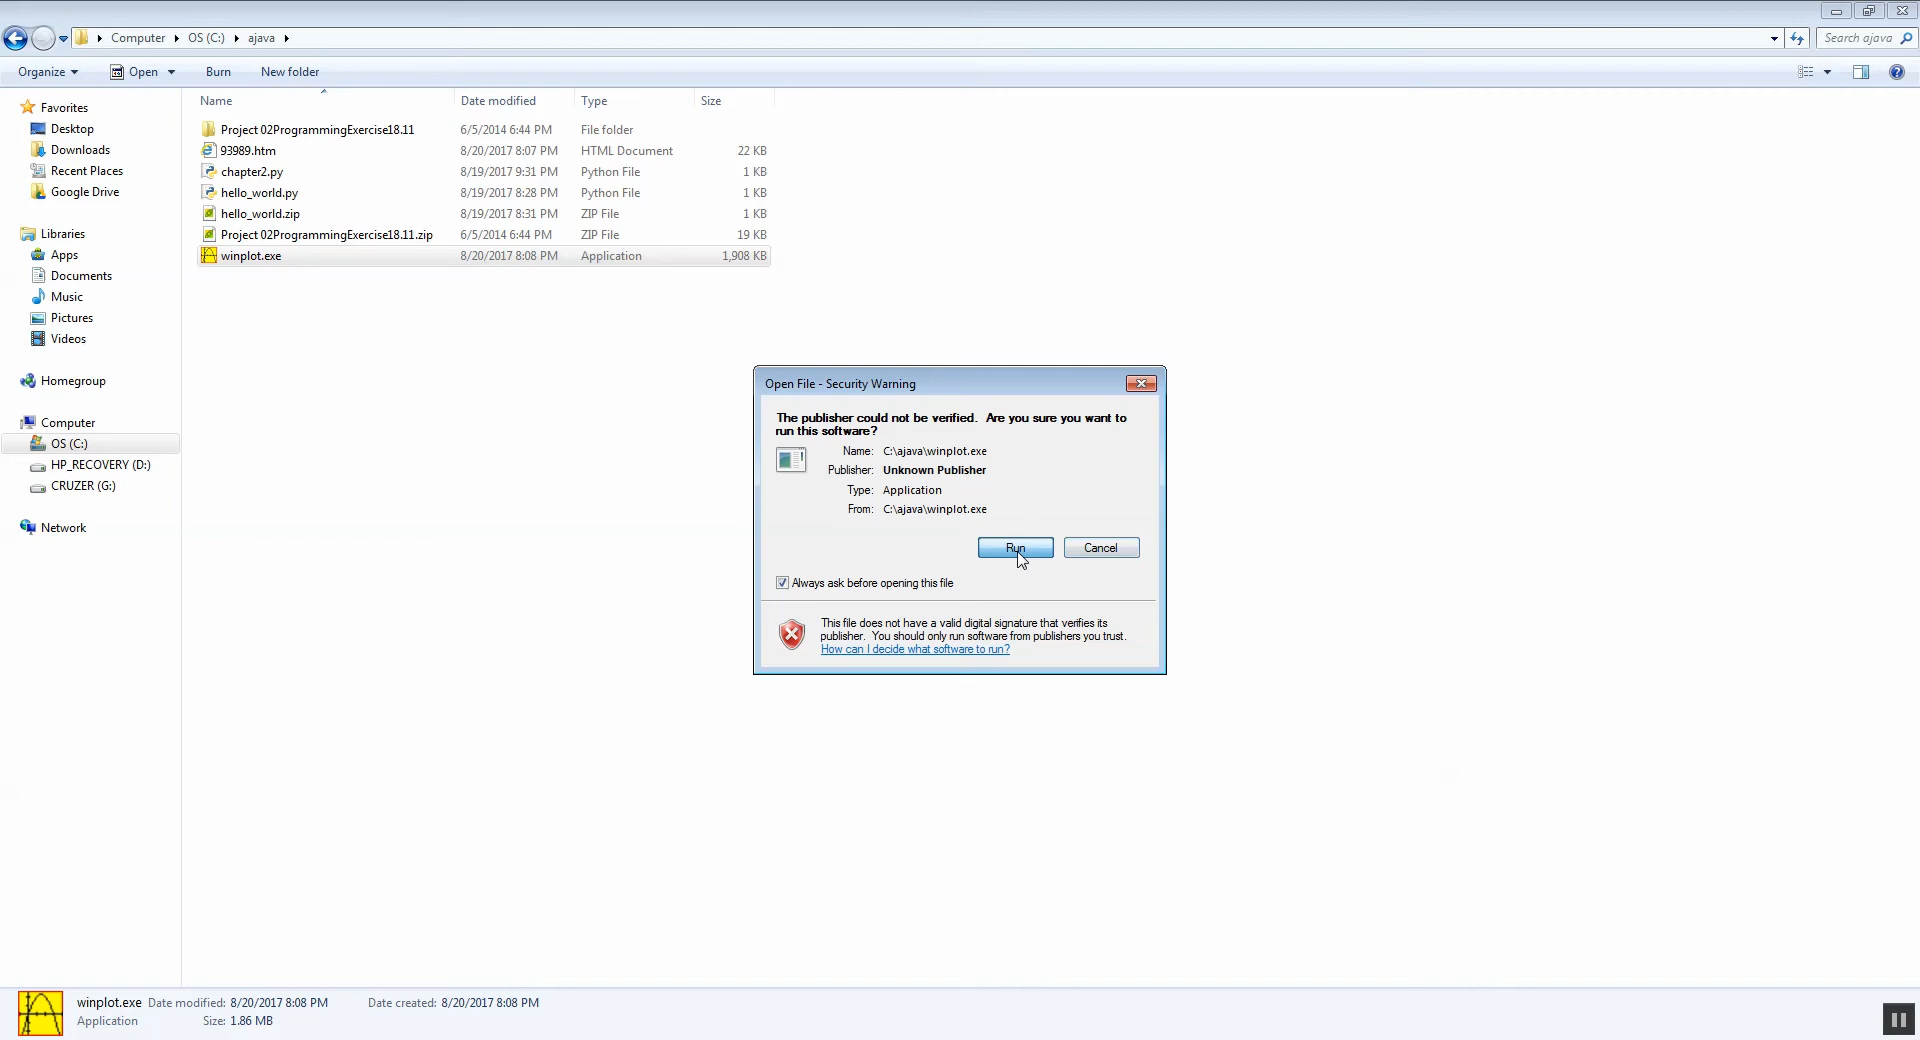 Computer OS (C:) ajava Search ajava
Organize Open Burn New folder
Name Date modified Type Size
Favorites
Desktop
Downloads
Recent Places
Google Drive
Libraries
Apps
Documents
Music
Pictures
Videos
Homegroup
Computer
OS (C:)
HP_RECOVERY (D:)
CRUZER (G:)
Network
Project 02ProgrammingExercise18.11 6/5/2014 6:44 PM File folder
93989.htm 8/20/2017 8:07 PM HTML Document 22 KB
chapter2.py 8/19/2017 9:31 PM Python File 1 KB
hello_world.py 8/19/2017 8:28 PM Python File 1 KB
hello_world.zip 8/19/2017 8:31 PM ZIP File 1 KB
Project 02ProgrammingExercise18.11.zip 6/5/2014 6:44 PM ZIP File 19 KB
winplot.exe 8/20/2017 8:08 PM Application 1,908 KB
Open File - Security Warning
The publisher could not be verified. Are you sure you want to
run this software?
Name: C:\ajava\winplot.exe
Publisher: Unknown Publisher
Type: Application
From: C:\ajava\winplot.exe
Run Cancel
Always ask before opening this file
This file does not have a valid digital signature that verifies its
publisher. You should only run software from publishers you trust.
How can I decide what software to run?
winplot.exe Date modified: 8/20/2017 8:08 PM Date created: 8/20/2017 8:08 PM
Application Size: 1.86 MB